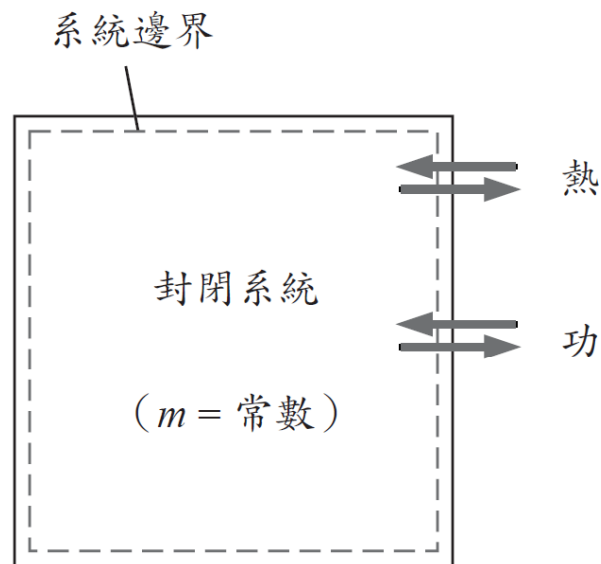 系統邊界
熱
封閉系統
功
（m = 常數）